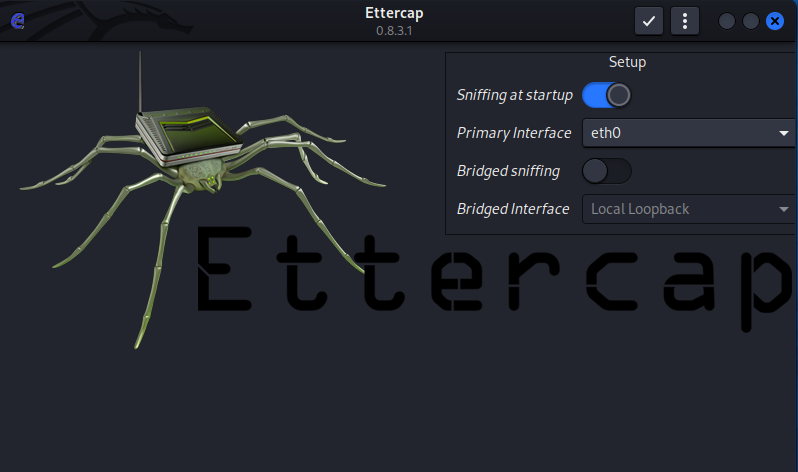 Ettercap
0.8.3.1
Setup
Sniffing at startup
Primary Interface eth0
Bridged sniffing
Bridged Interface Local Loopback
Ettercap